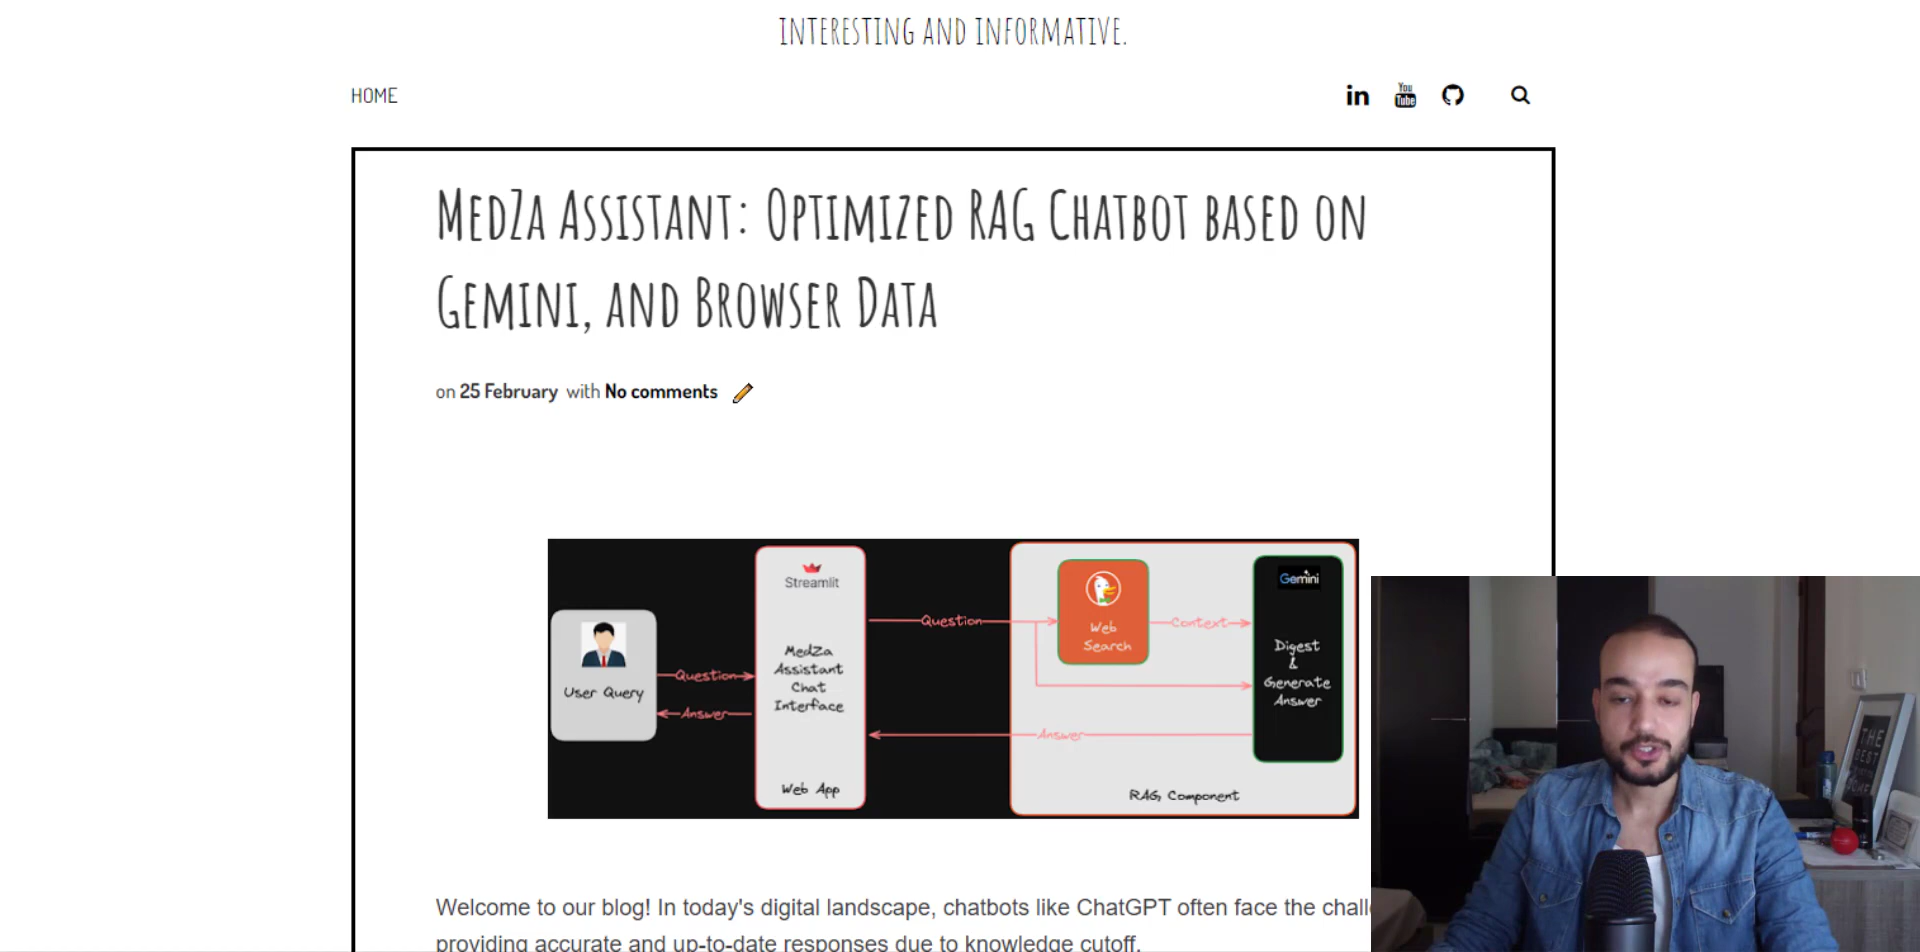 INTERESTING AND INFORMATIVE.
HOME
in
You
Tube
MEDZA ASSISTANT: OPTIMIZED RAG CHATBOT BASED ON
GEMINI, AND BROWSER DATA
on 25 February with No comments
Streamlit
Gemini
Question
Web
Search
Context
Digest
&
Generate
Answer
MedZa
Assistant
Chat
Interface
User Query
Question
Answer
Answer
Web App
RAG Component
THE
BEST
Welcome to our blog! In today's digital landscape, chatbots like ChatGPT often face the chall
providing accurate and up-to-date responses due to knowledge cutoff.